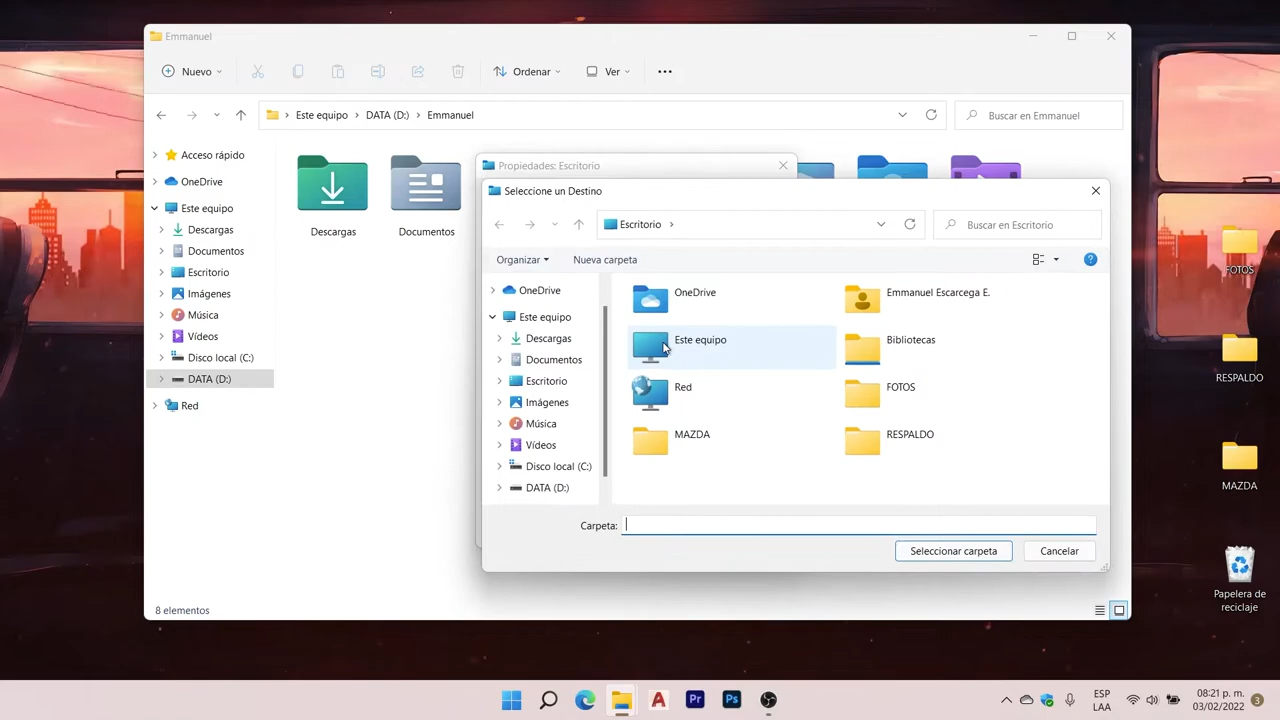 Emmanuel
Nuevo
Ordenar
Ver
Este equipo
DATA (D:)
Emmanuel
Buscar en Emmanuel
Acceso rápido
OneDrive
Este equipo
Descargas
Documentos
Escritorio
Imágenes
Música
Vídeos
Disco local (C:)
DATA (D:)
Red
Descargas
Documentos
Propiedades: Escritorio
Seleccione un Destino
Escritorio
Buscar en Escritorio
Organizar
Nueva carpeta
OneDrive
Este equipo
Descargas
Documentos
Escritorio
Imágenes
Música
Vídeos
Disco local (C:)
DATA (D:)
OneDrive
Emmanuel Escarcega E.
Este equipo
Bibliotecas
Red
FOTOS
MAZDA
RESPALDO
Carpeta:
Seleccionar carpeta
Cancelar
8 elementos
FOTOS
RESPALDO
MAZDA
Papelera de
reciclaje
A
Pr
Ps
ESP
LAA
08:21 p. m.
03/02/2022
3